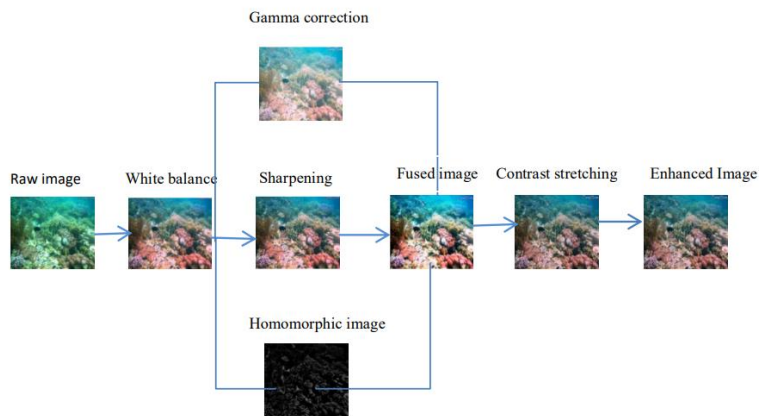 Gamma correction
Raw image
White balance
Sharpening
Fused image
Contrast stretching
Enhanced Image
Homomorphic image